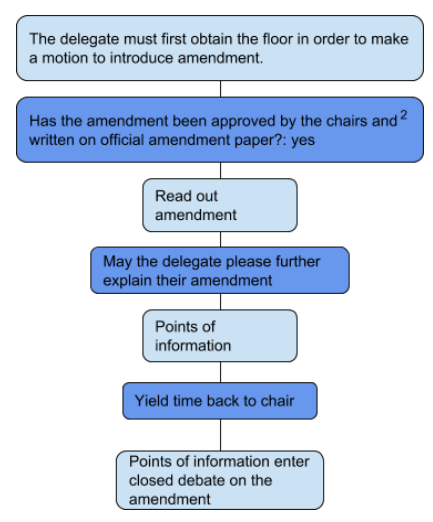 The delegate must first obtain the floor in order to make
a motion to introduce amendment.
Has the amendment been approved by the chairs and 2
written on official amendment paper?: yes
Read out
amendment
May the delegate please further
explain their amendment
Points of
information
Yield time back to chair
Points of information enter
closed debate on the
amendment